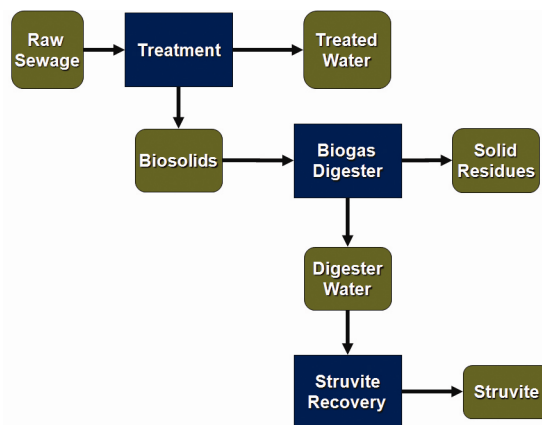 Raw
Sewage
Treatment
Treated
Water
Biosolids
Biogas
Digester
Solid
Residues
Digester
Water
Struvite
Recovery
Struvite